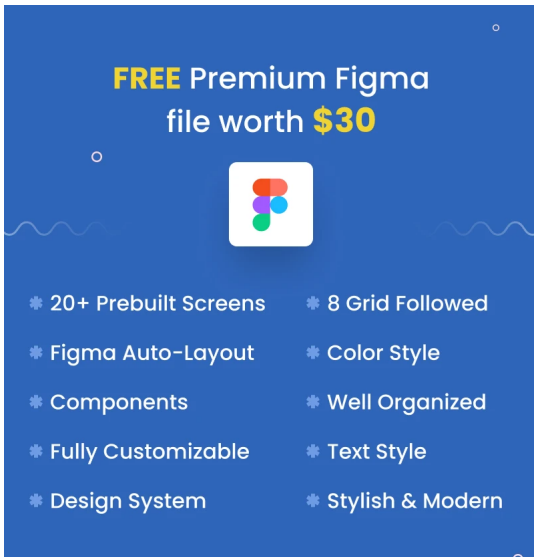 FREE Premium Figma
file worth $30
20+ Prebuilt Screens
Figma Auto-Layout
Components
Fully Customizable
Design System
8 Grid Followed
Color Style
Well Organized
Text Style
Stylish & Modern